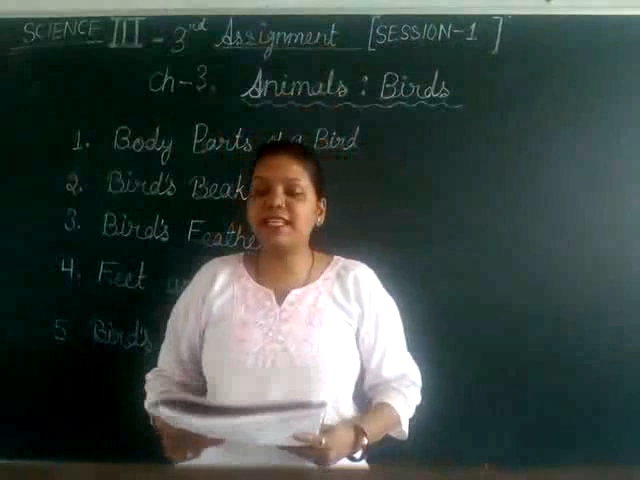 SCIENCE III - 3rd Assignment [SESSION-1]
Ch-3. Animals : Birds
1. Body Parts of a Bird
2. Bird's Beak
3. Bird's Feathe
4. Feet
5 Bird's